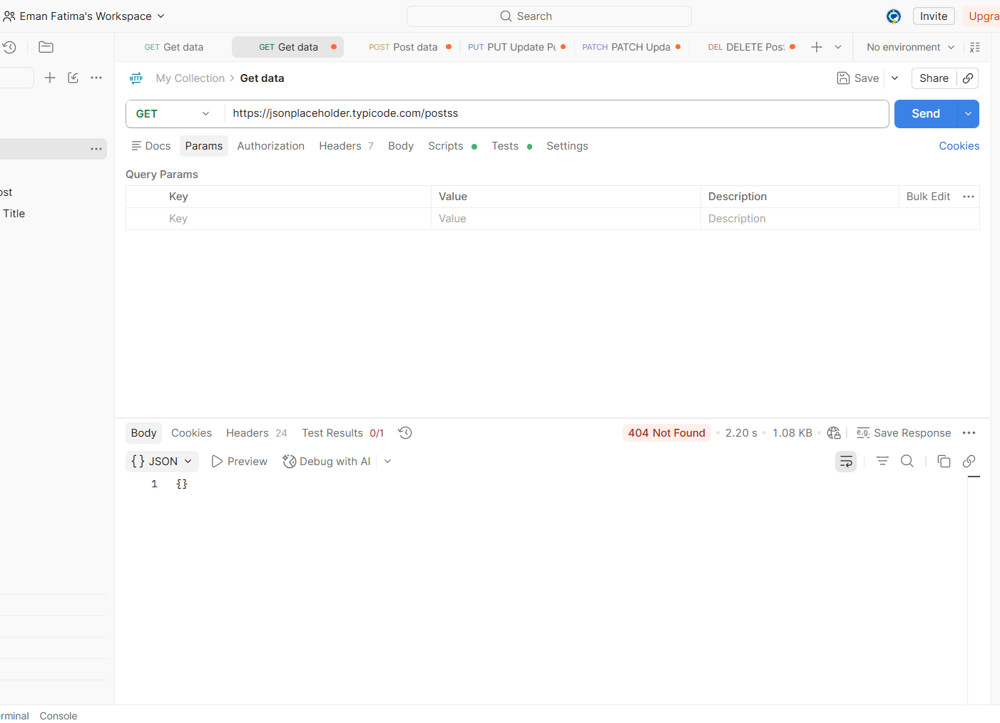 Eman Fatima's Workspace
Search
Invite
Upgra
GET Get data
GET Get data
POST Post data
PUT PUT Update Po
PATCH PATCH Upda
DEL DELETE Pos
No environment
HTTP My Collection > Get data
Save
Share
GET
https://jsonplaceholder.typicode.com/postss
Send
Docs Params Authorization Headers 7 Body Scripts Tests Settings
Cookies
Query Params
Key Value Description Bulk Edit
Key Value Description
ost
Title
Body Cookies Headers 24 Test Results 0/1
404 Not Found 2.20 s 1.08 KB e.g. Save Response
{} JSON Preview Debug with AI
1 {}
erminal Console